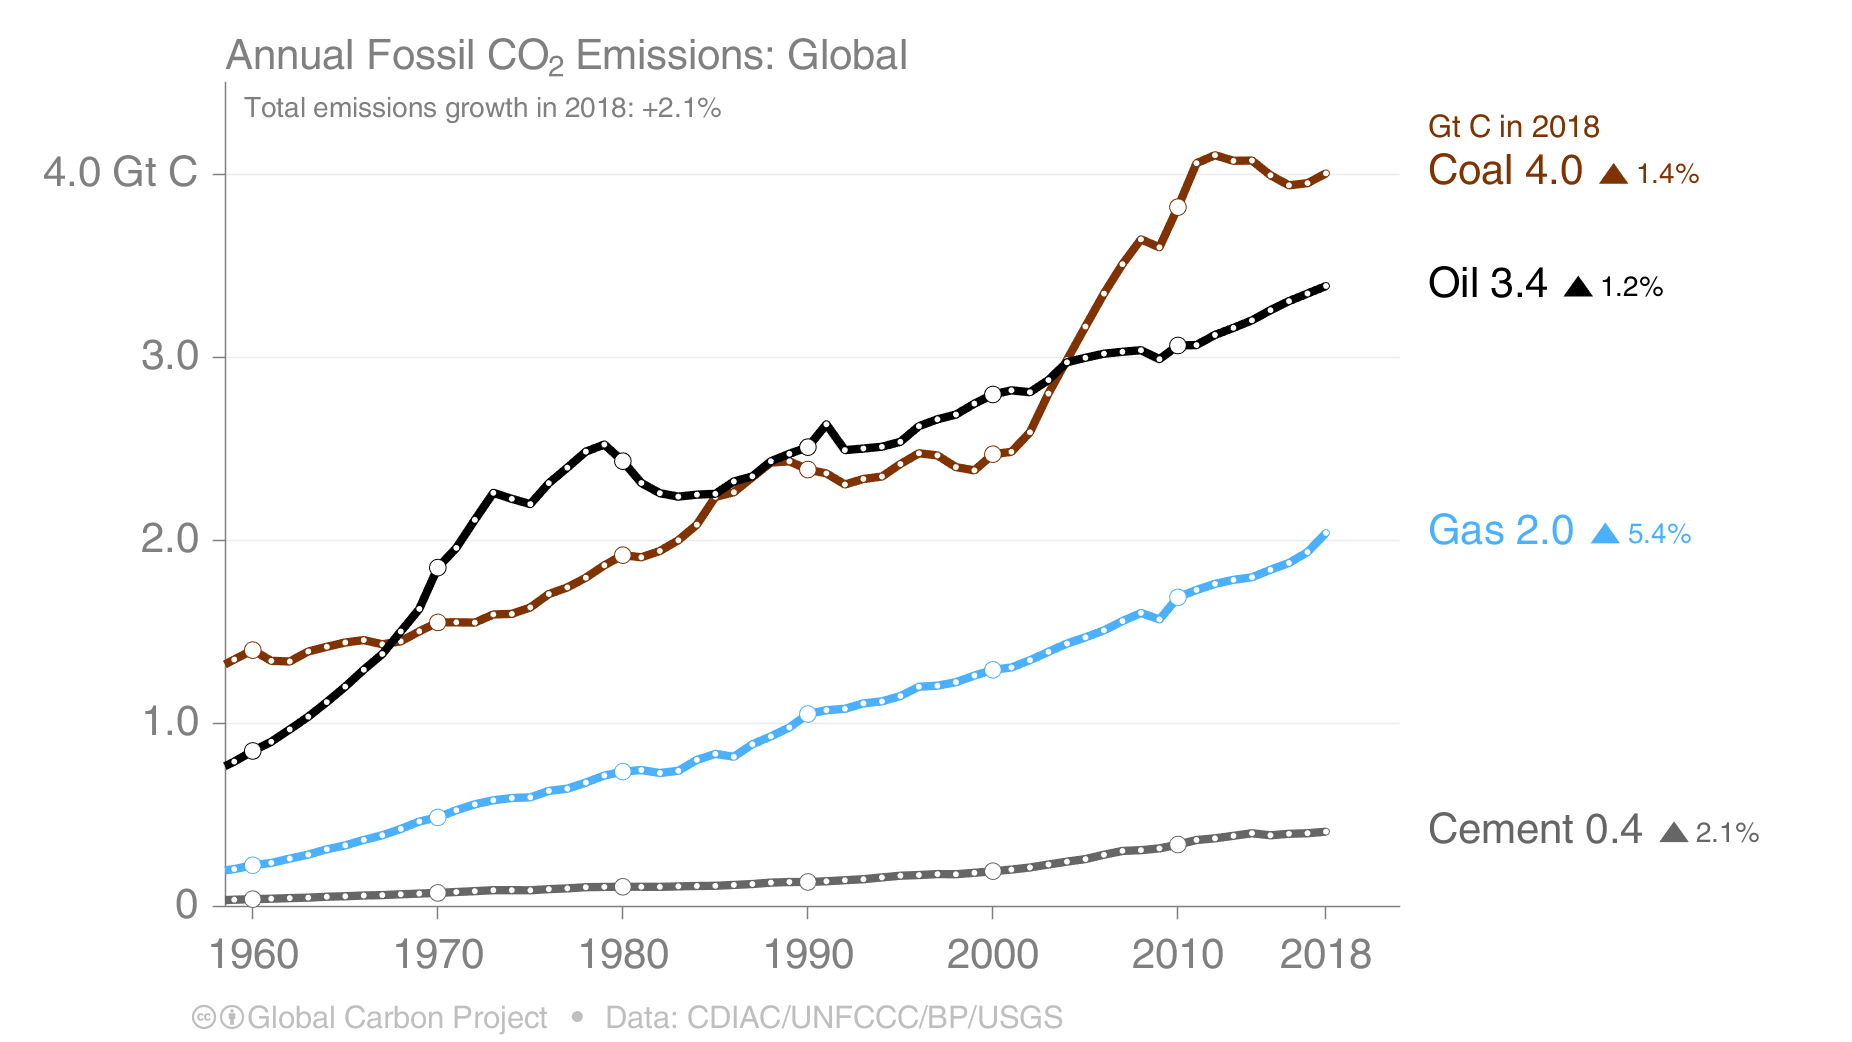 Annual Fossil CO₂ Emissions: Global
Total emissions growth in 2018: +2.1%
Gt C in 2018
4.0 Gt C
Coal 4.0 ▲ 1.4%
Oil 3.4 ▲ 1.2%
3.0
2.0
Gas 2.0 ▲ 5.4%
1.0
Cement 0.4 ▲ 2.1%
0
1960 1970 1980 1990 2000 2010 2018
cc Global Carbon Project • Data: CDIAC/UNFCCC/BP/USGS